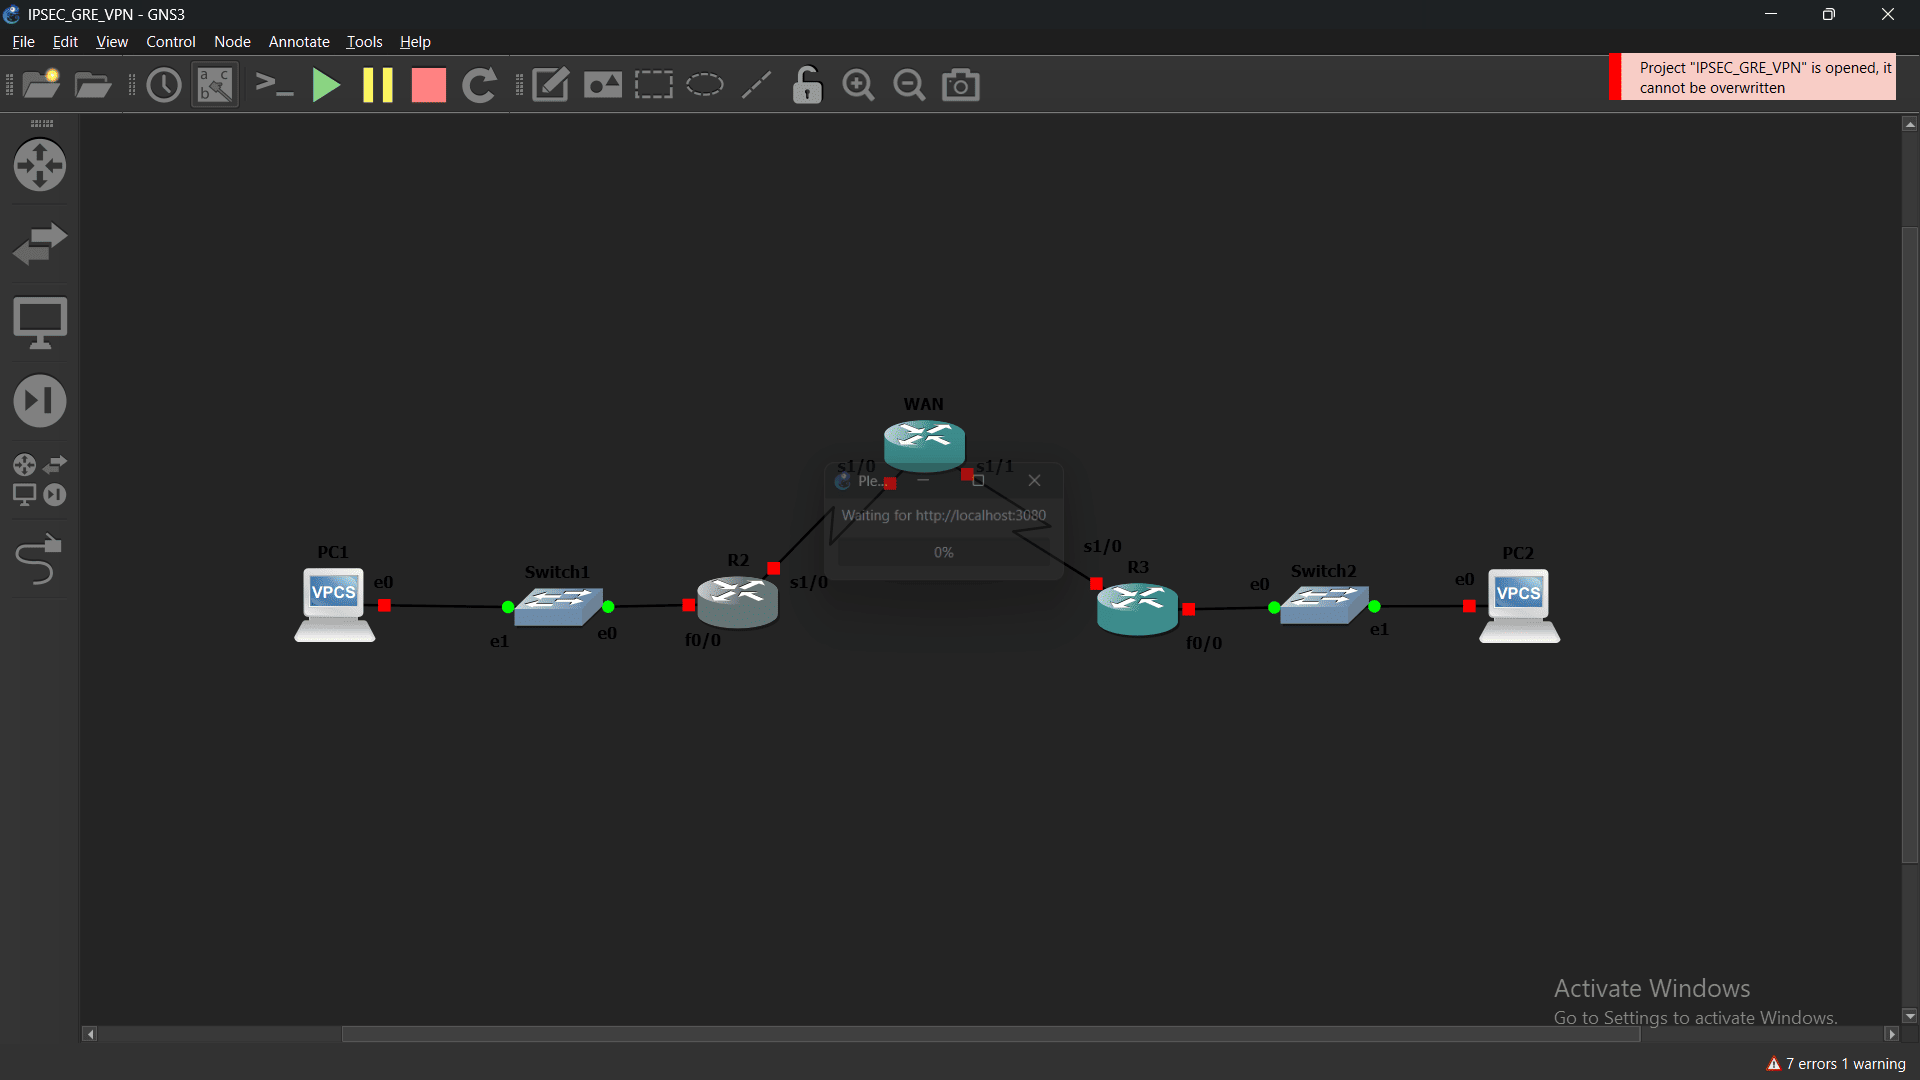 IPSEC_GRE_VPN - GNS3
File Edit View Control Node Annotate Tools Help
a c
b
Project "IPSEC_GRE_VPN" is opened, it
cannot be overwritten
WAN
s1/0
s1/1
Ple...
Waiting for http://localhost:3080
0%
PC1
VPCS
e0
Switch1
e1
e0
R2
s1/0
f0/0
s1/0
R3
f0/0
e0
Switch2
e1
e0
PC2
VPCS
Activate Windows
Go to Settings to activate Windows.
7 errors 1 warning